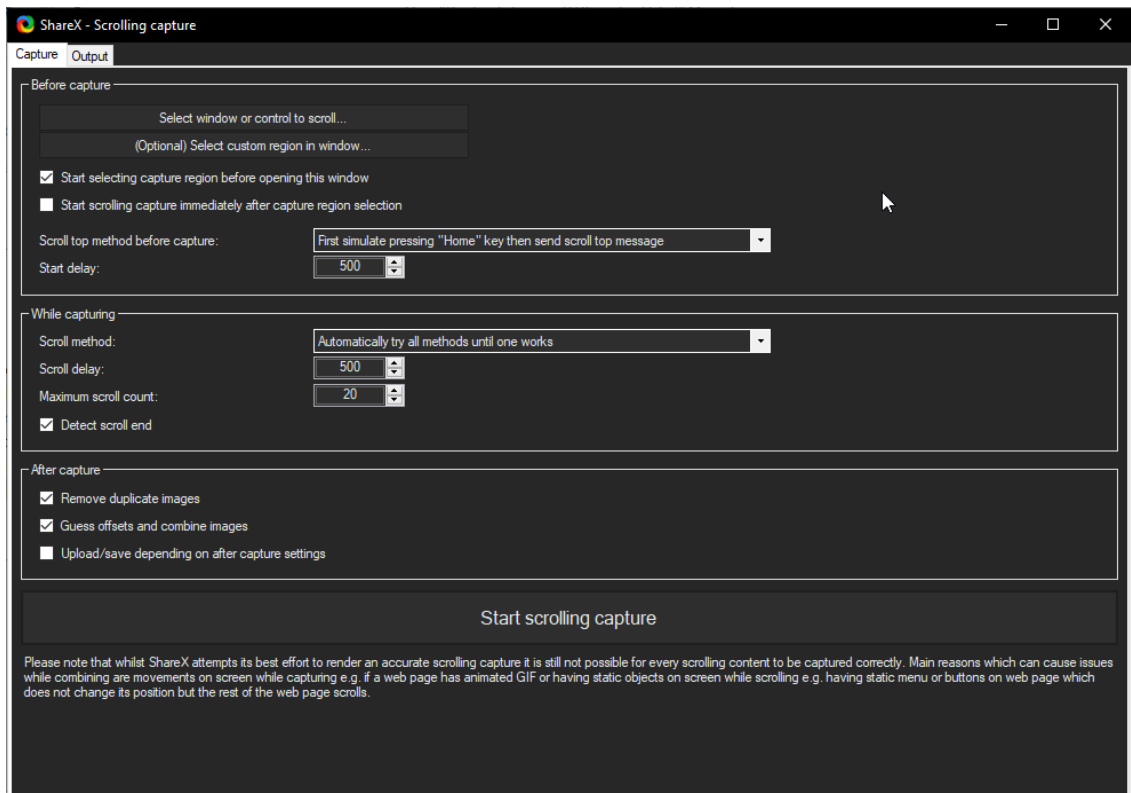 ShareX - Scrolling capture
Capture Output
Before capture
Select window or control to scroll...
(Optional) Select custom region in window...
Start selecting capture region before opening this window
Start scrolling capture immediately after capture region selection
Scroll top method before capture: First simulate pressing "Home" key then send scroll top message
Start delay: 500
While capturing
Scroll method: Automatically try all methods until one works
Scroll delay: 500
Maximum scroll count: 20
Detect scroll end
After capture
Remove duplicate images
Guess offsets and combine images
Upload/save depending on after capture settings
Start scrolling capture
Please note that whilst ShareX attempts its best effort to render an accurate scrolling capture it is still not possible for every scrolling content to be captured correctly. Main reasons which can cause issues
while combining are movements on screen while capturing e.g. if a web page has animated GIF or having static objects on screen while scrolling e.g. having static menu or buttons on web page which
does not change its position but the rest of the web page scrolls.